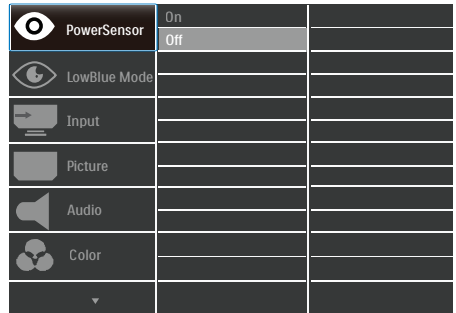 PowerSensor
On
Off
LowBlue Mode
Input
Picture
Audio
Color